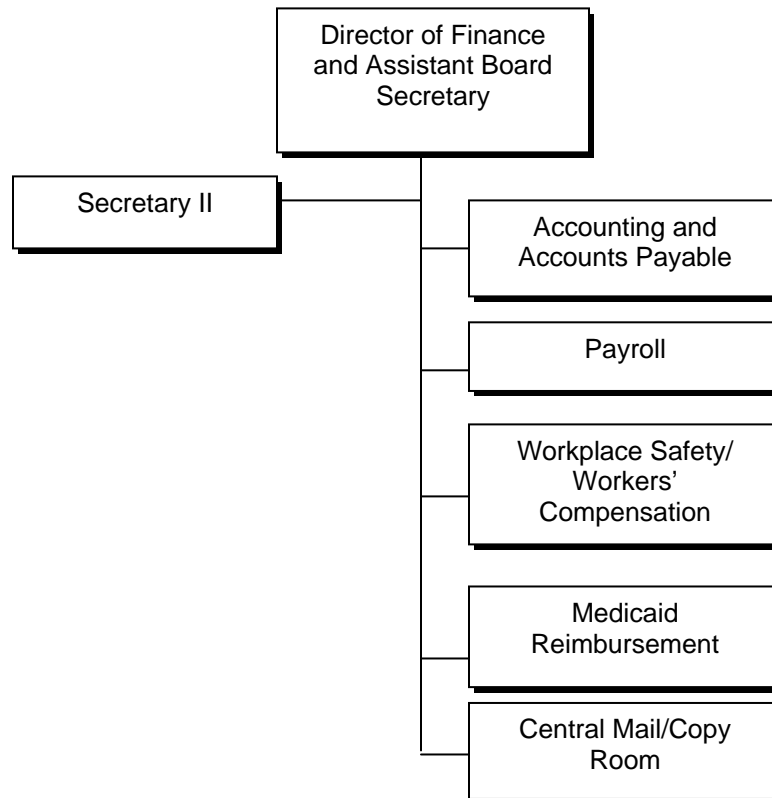 Director of Finance
and Assistant Board
Secretary
Secretary II
Accounting and
Accounts Payable
Payroll
Workplace Safety/
Workers’
Compensation
Medicaid
Reimbursement
Central Mail/Copy
Room